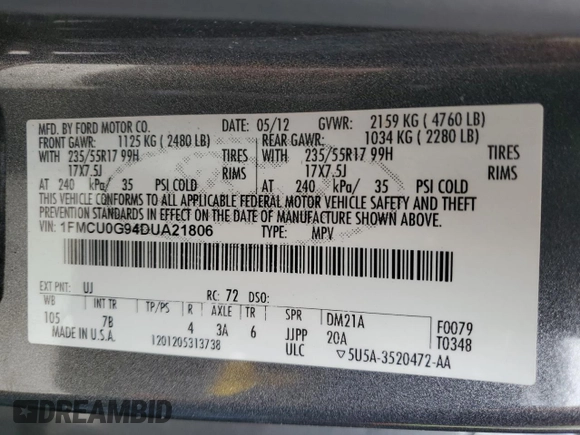 MFD. BY FORD MOTOR CO. DATE: 05/12 GVWR: 2159 KG ( 4760 LB)
FRONT GAWR: 1125 KG ( 2480 LB) REAR GAWR: 1034 KG ( 2280 LB)
WITH 235/55R17 99H TIRES WITH 235/55R17 99H TIRES
17X7.5J RIMS 17X7.5J RIMS
AT 240 kPa/ 35 PSI COLD AT 240 kPa/ 35 PSI COLD
THIS VEHICLE CONFORMS TO ALL APPLICABLE FEDERAL MOTOR VEHICLE SAFETY AND THEFT
PREVENTION STANDARDS IN EFFECT ON THE DATE OF MANUFACTURE SHOWN ABOVE.
VIN: 1FMCU0G94DUA21806 TYPE: MPV
EXT PNT: UJ RC: 72 DSO:
WB INT TR TP/PS R AXLE TR SPR DM21A F0079
105 7B 4 3A 6 JJPP 20A T0348
MADE IN U.S.A. 1201205313738 ULC 5U5A-3520472-AA
DREAMBID